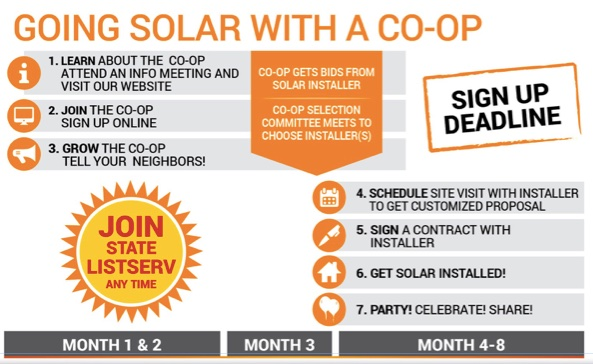 GOING SOLAR WITH A CO-OP
1. LEARN ABOUT THE CO-OP
ATTEND AN INFO MEETING AND
VISIT OUR WEBSITE
2. JOIN THE CO-OP
SIGN UP ONLINE
3. GROW THE CO-OP
TELL YOUR NEIGHBORS!
CO-OP GETS BIDS FROM
SOLAR INSTALLER
CO-OP SELECTION
COMMITTEE MEETS TO
CHOOSE INSTALLER(S)
SIGN UP
DEADLINE
JOIN
STATE
LISTSERV
ANY TIME
4. SCHEDULE SITE VISIT WITH INSTALLER
TO GET CUSTOMIZED PROPOSAL
5. SIGN A CONTRACT WITH
INSTALLER
6. GET SOLAR INSTALLED!
7. PARTY! CELEBRATE! SHARE!
MONTH 1 & 2
MONTH 3
MONTH 4-8